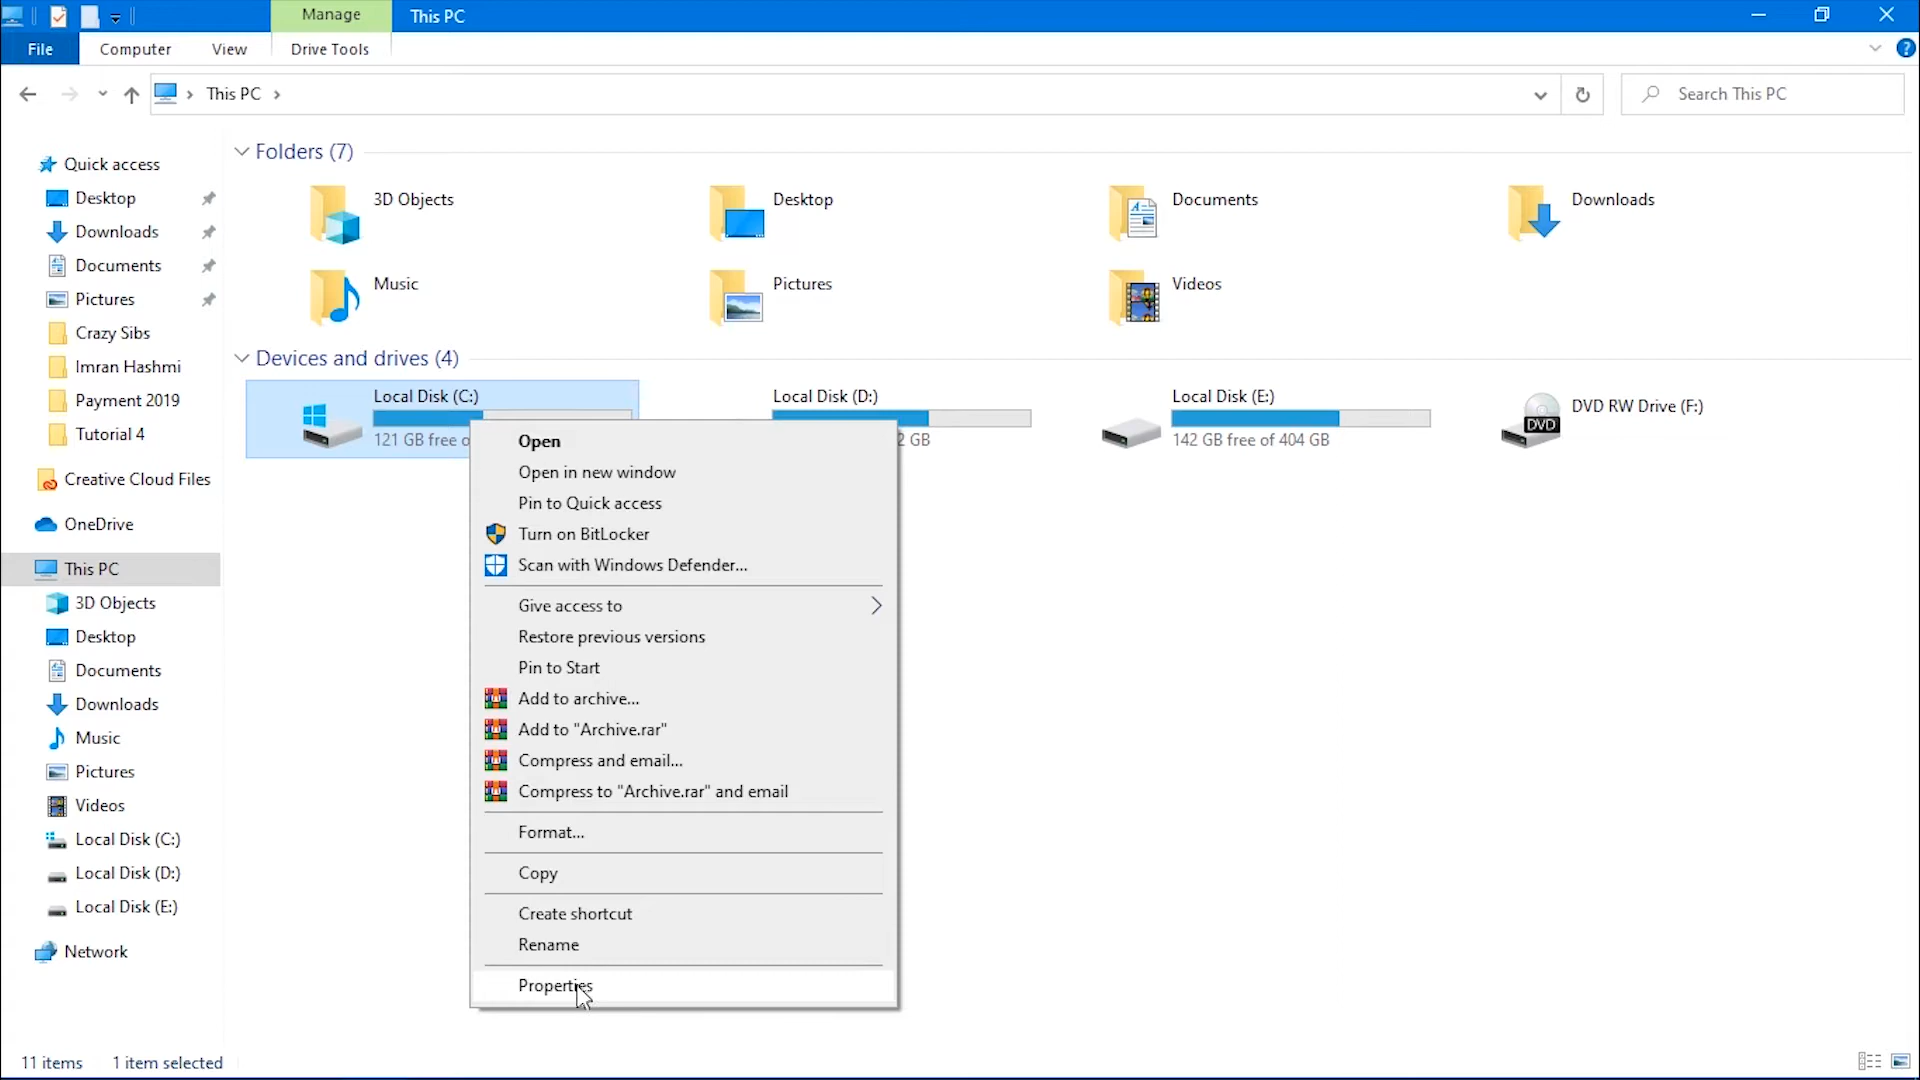 Manage
This PC
File
Computer
View
Drive Tools
This PC
Search This PC
Quick access
Desktop
Downloads
Documents
Pictures
Crazy Sibs
Imran Hashmi
Payment 2019
Tutorial 4
Creative Cloud Files
OneDrive
This PC
3D Objects
Desktop
Documents
Downloads
Music
Pictures
Videos
Local Disk (C:)
Local Disk (D:)
Local Disk (E:)
Network
Folders (7)
3D Objects
Desktop
Documents
Downloads
Music
Pictures
Videos
Devices and drives (4)
Local Disk (C:)
121 GB free o
Local Disk (D:)
2 GB
Local Disk (E:)
142 GB free of 404 GB
DVD
DVD RW Drive (F:)
Open
Open in new window
Pin to Quick access
Turn on BitLocker
Scan with Windows Defender...
Give access to
Restore previous versions
Pin to Start
Add to archive...
Add to "Archive.rar"
Compress and email...
Compress to "Archive.rar" and email
Format...
Copy
Create shortcut
Rename
Properties
11 items
1 item selected